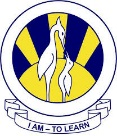 I AM – TO LEARN